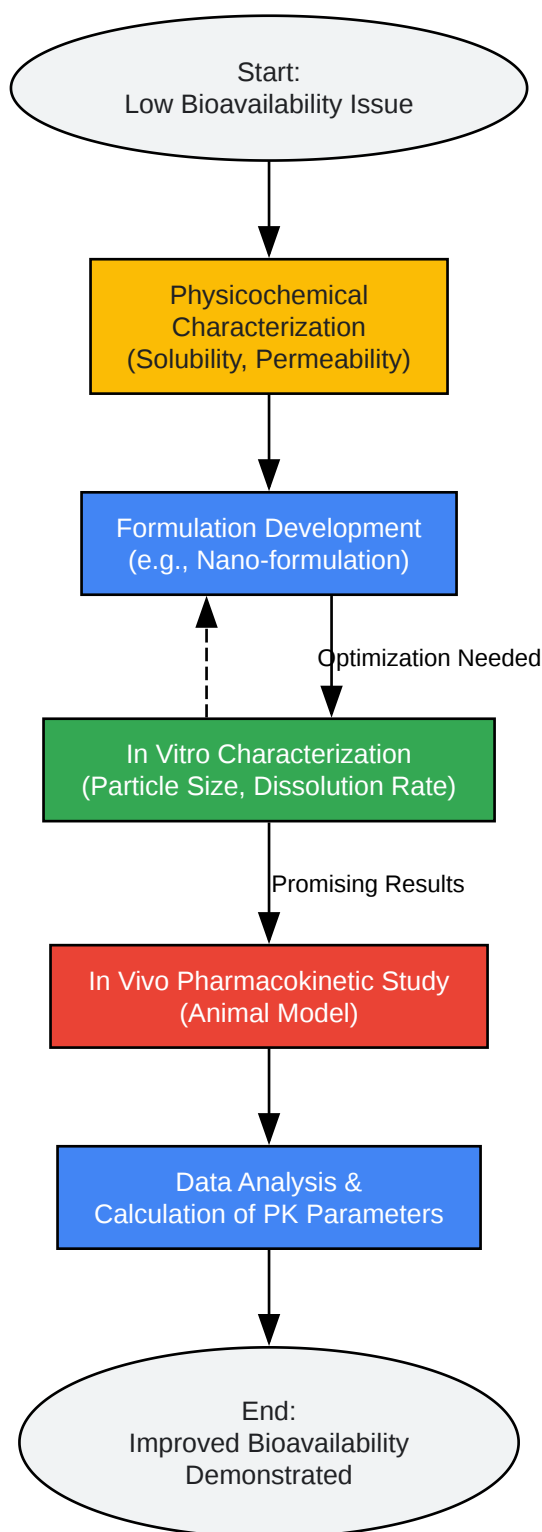 Start:
Low Bioavailability Issue
Physicochemical
Characterization
(Solubility, Permeability)
Formulation Development
(e.g., Nano-formulation)
Optimization Needed
In Vitro Characterization
(Particle Size, Dissolution Rate)
Promising Results
In Vivo Pharmacokinetic Study
(Animal Model)
Data Analysis &
Calculation of PK Parameters
End:
Improved Bioavailability
Demonstrated